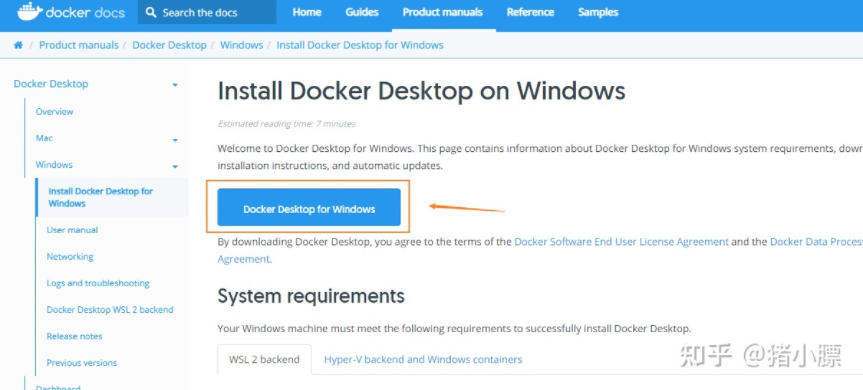 docker docs
Search the docs
Home Guides Product manuals Reference Samples
/ Product manuals / Docker Desktop / Windows / Install Docker Desktop for Windows
Docker Desktop
Overview
Mac
Windows
Install Docker Desktop for
Windows
User manual
Networking
Logs and troubleshooting
Docker Desktop WSL 2 backend
Release notes
Previous versions
Dashboard
Install Docker Desktop on Windows
Estimated reading time: 7 minutes
Welcome to Docker Desktop for Windows. This page contains information about Docker Desktop for Windows system requirements, dow
installation instructions, and automatic updates.
Docker Desktop for Windows
By downloading Docker Desktop, you agree to the terms of the Docker Software End User License Agreement and the Docker Data Proces
Agreement.
System requirements
Your Windows machine must meet the following requirements to successfully install Docker Desktop.
WSL 2 backend Hyper-V backend and Windows containers
知乎 @猪小膘